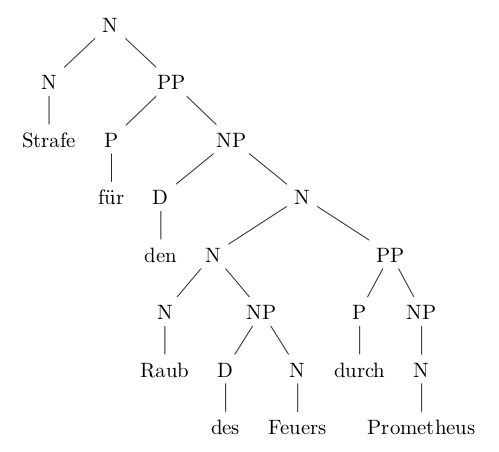 N
N PP
Strafe P NP
für D N
den N PP
N NP P NP
Raub D N durch N
des Feuers Prometheus